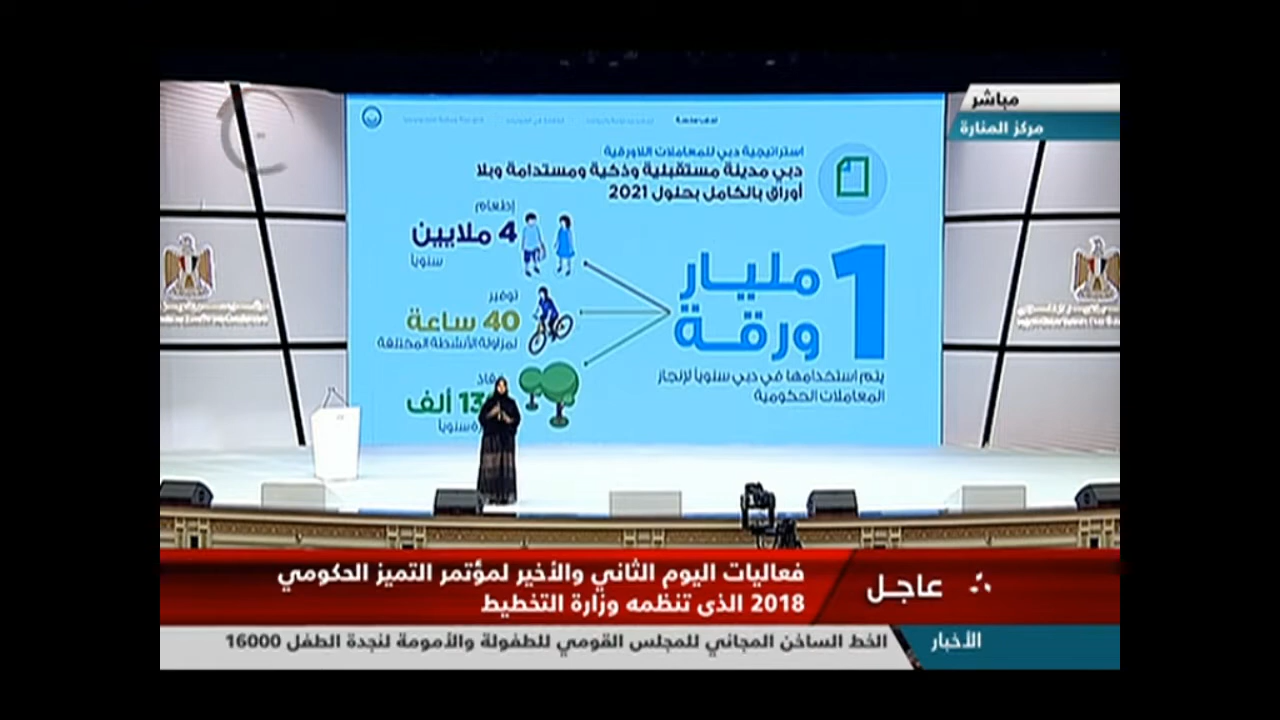 مباشر
مركز المنارة
استراتيجية دبي للمعاملات اللاورقية
دبي مدينة مستقبلية وذكية ومستدامة وبلا
أوراق بالكامل بحلول 2021
إطعام
4 ملايين
سنوياً
1 مليار
ورقة
يتم استخدامها في دبي سنوياً لإنجاز
المعاملات الحكومية
توفير
40 ساعة
لمزاولة الأنشطة المختلفة
ألف
سنوياً
عاجل
فعاليات اليوم الثاني والأخير لمؤتمر التميز الحكومي
2018 الذى تنظمه وزارة التخطيط
الأخبار
الخط الساخن المجاني للمجلس القومي للطفولة والأمومة لنجدة الطفل 16000